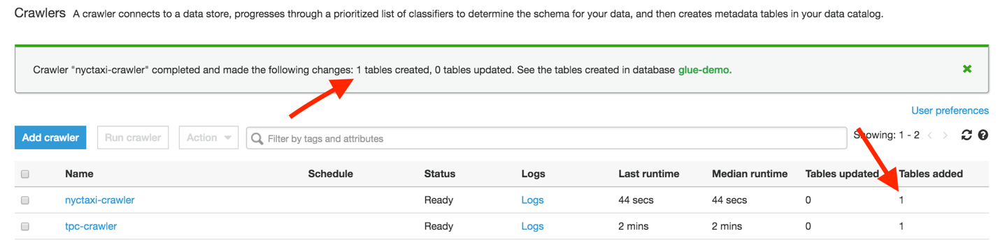 Crawlers A crawler connects to a data store, progresses through a prioritized list of classifiers to determine the schema for your data, and then creates metadata tables in your data catalog.
Crawler "nyctaxi-crawler" completed and made the following changes: 1 tables created, 0 tables updated. See the tables created in database glue-demo.
User preferences
Add crawler Run crawler Action Filter by tags and attributes Showing: 1 - 2
Name Schedule Status Logs Last runtime Median runtime Tables updated Tables added
nyctaxi-crawler Ready Logs 44 secs 44 secs 0 1
tpc-crawler Ready Logs 2 mins 2 mins 0 1